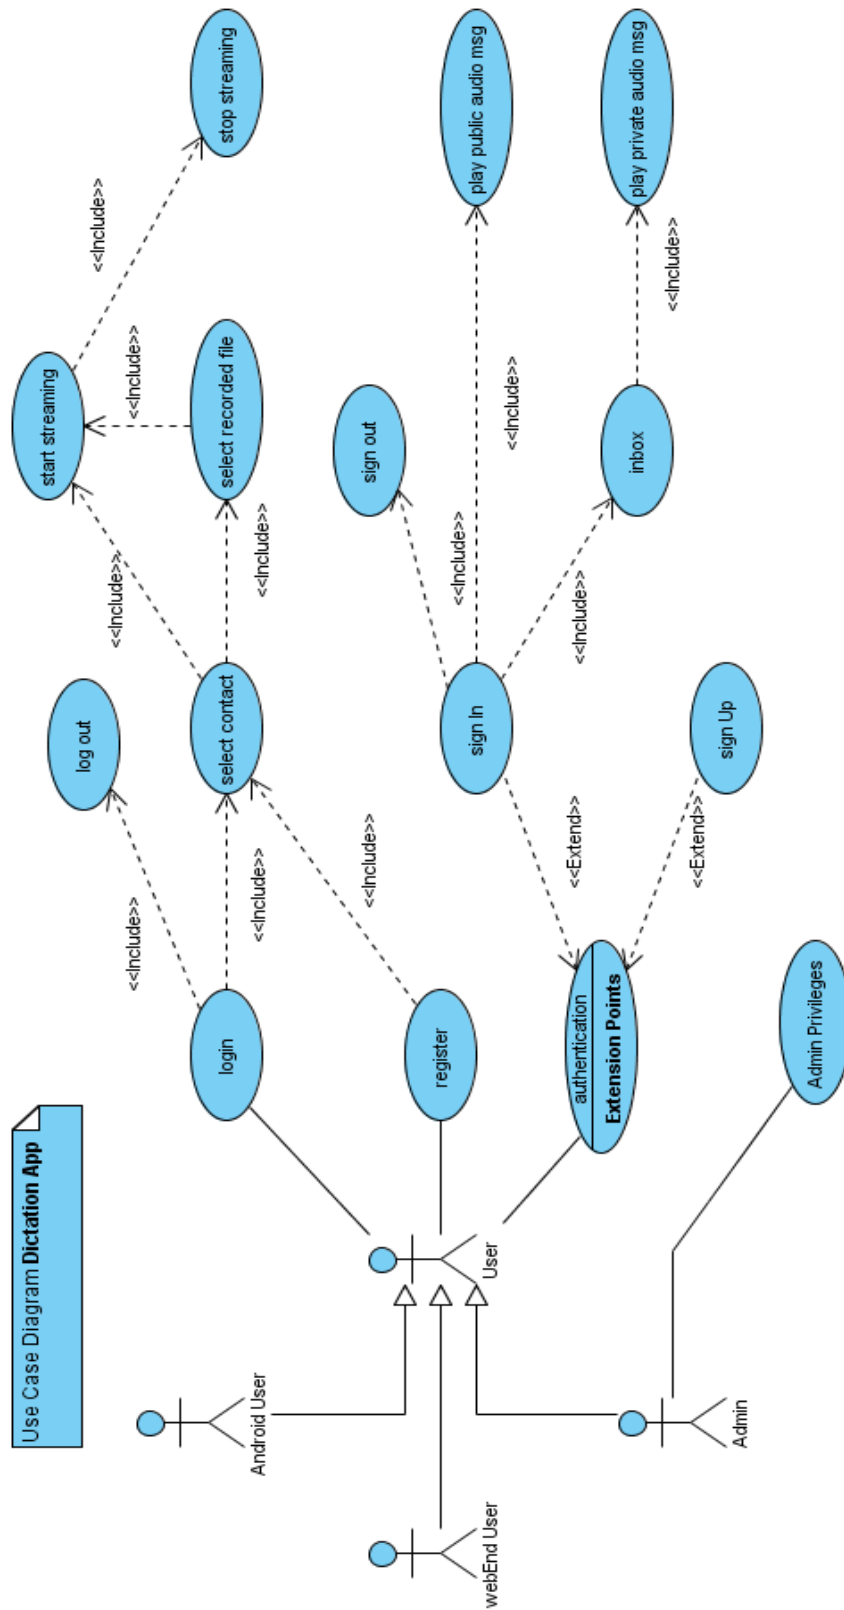 Use Case Diagram Dictation App
Android User
webEnd User
User
Admin
login
register
authentication
Extension Points
Admin Privileges
<<Include>>
<<Include>>
<<Include>>
<<Extend>>
<<Extend>>
log out
select contact
sign In
sign Up
<<Include>>
<<Include>>
<<Include>>
<<Include>>
<<Include>>
start streaming
select recorded file
<<Include>>
sign out
inbox
<<Include>>
<<Include>>
stop streaming
play public audio msg
play private audio msg